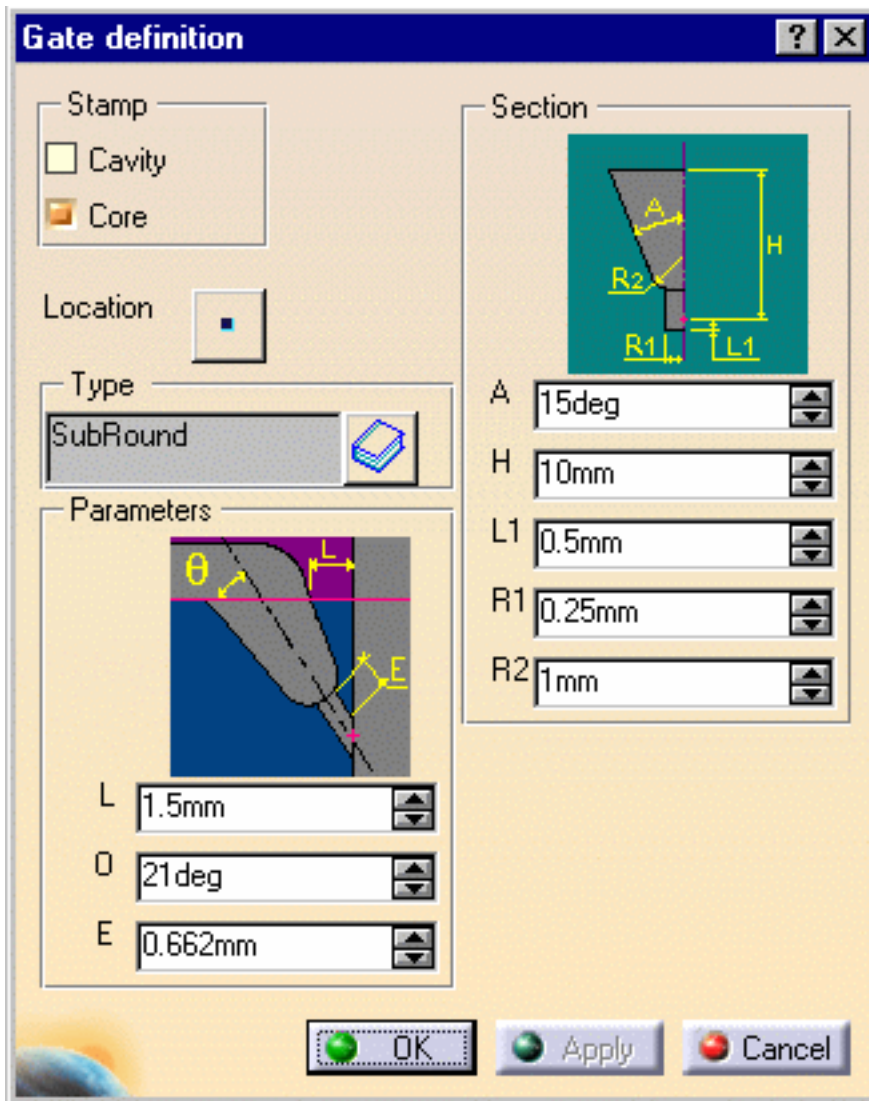 Gate definition
Stamp
Cavity
Core
Location
Type
SubRound
Parameters
θ
L
E
L
1.5mm
O
21deg
E
0.662mm
Section
A
H
R2
R1
L1
A
15deg
H
10mm
L1
0.5mm
R1
0.25mm
R2
1mm
OK
Apply
Cancel